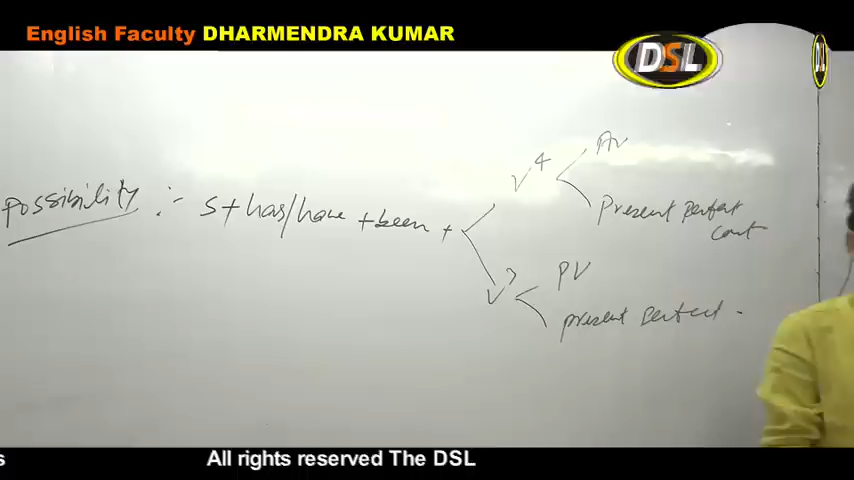 English Faculty DHARMENDRA KUMAR
DSL
Possibility :- S + has/have + been +
V4
AV
Present Perfect
cont
V3
PV
present perfect.
s
All rights reserved The DSL